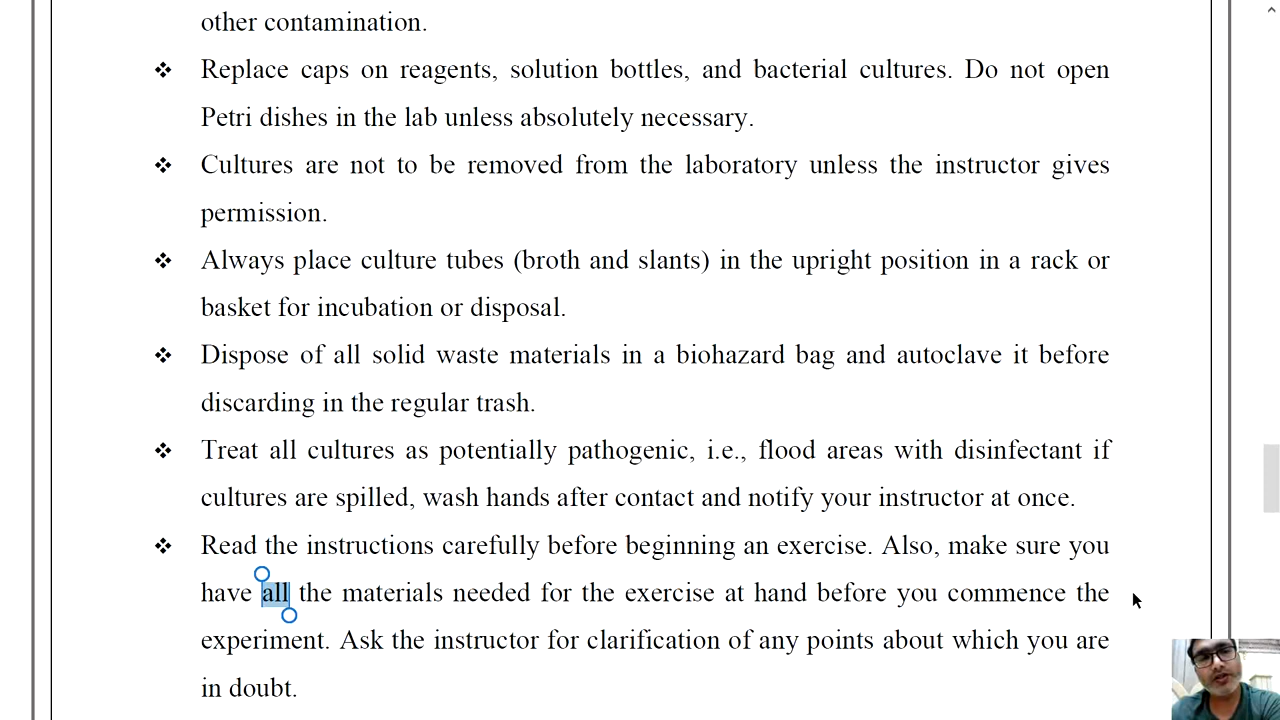 other contamination.
❖ Replace caps on reagents, solution bottles, and bacterial cultures. Do not open
Petri dishes in the lab unless absolutely necessary.
❖ Cultures are not to be removed from the laboratory unless the instructor gives
permission.
❖ Always place culture tubes (broth and slants) in the upright position in a rack or
basket for incubation or disposal.
❖ Dispose of all solid waste materials in a biohazard bag and autoclave it before
discarding in the regular trash.
❖ Treat all cultures as potentially pathogenic, i.e., flood areas with disinfectant if
cultures are spilled, wash hands after contact and notify your instructor at once.
❖ Read the instructions carefully before beginning an exercise. Also, make sure you
have all the materials needed for the exercise at hand before you commence the
experiment. Ask the instructor for clarification of any points about which you are
in doubt.